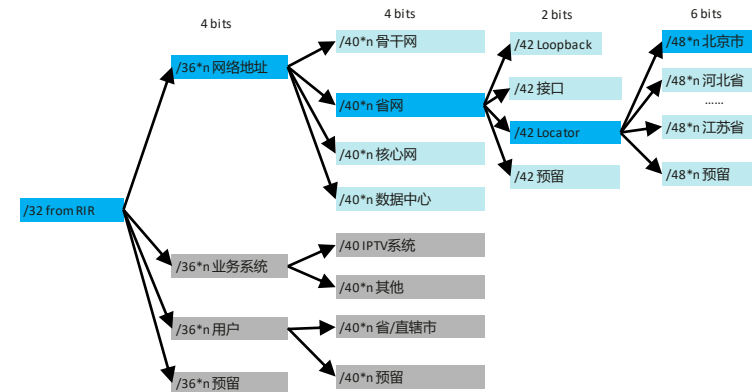 4 bits
4 bits
2 bits
6 bits
/32 from RIR
/36*n 网络地址
/40*n 骨干网
/40*n 省网
/42 Loopback
/42 接口
/42 Locator
/48*n 北京市
/48*n 河北省
......
/48*n 江苏省
/48*n 预留
/42 预留
/40*n 核心网
/40*n 数据中心
/36*n 业务系统
/40 IPTV系统
/40*n 其他
/36*n 用户
/40*n 省/直辖市
/40*n 预留
/36*n 预留